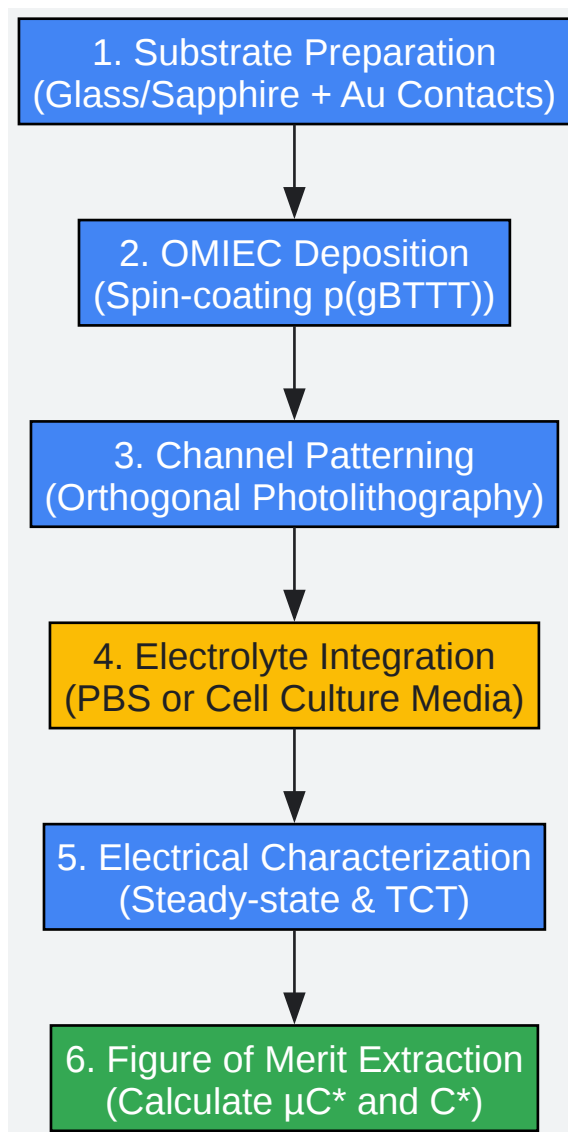 1. Substrate Preparation
(Glass/Sapphire + Au Contacts)
2. OMIEC Deposition
(Spin-coating p(gBTTT))
3. Channel Patterning
(Orthogonal Photolithography)
4. Electrolyte Integration
(PBS or Cell Culture Media)
5. Electrical Characterization
(Steady-state & TCT)
6. Figure of Merit Extraction
(Calculate µC* and C*)